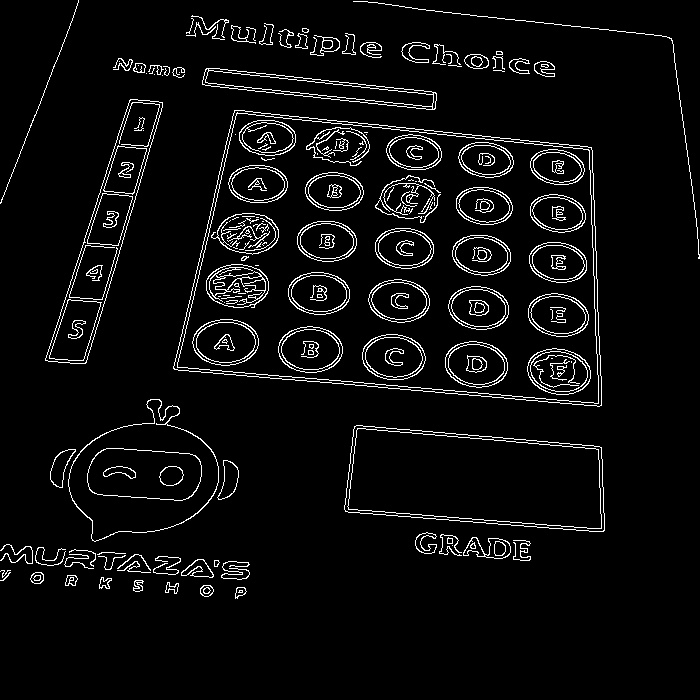 Multiple Choice
Name
1 A B C D E
2 A B C D E
3 A B C D E
4 A B C D E
5 A B C D E
MURTAZA'S
WORKSHOP
GRADE